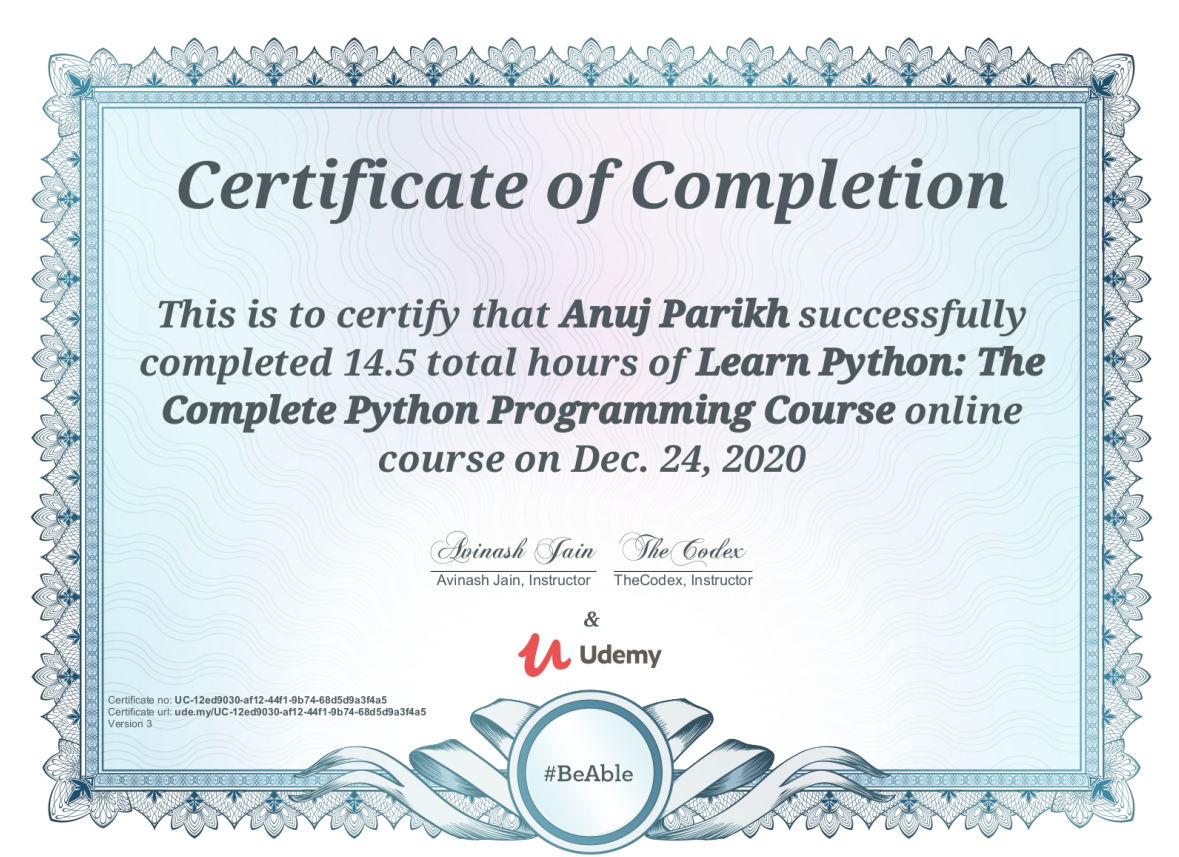 Certificate of Completion
This is to certify that Anuj Parikh successfully
completed 14.5 total hours of Learn Python: The
Complete Python Programming Course online
course on Dec. 24, 2020
Avinash Jain The Codex
Avinash Jain, Instructor TheCodex, Instructor
&
Udemy
Certificate no: UC-12ed9030-af12-44f1-9b74-68d5d9a3f4a5
Certificate url: ude.my/UC-12ed9030-af12-44f1-9b74-68d5d9a3f4a5
Version 3
#BeAble